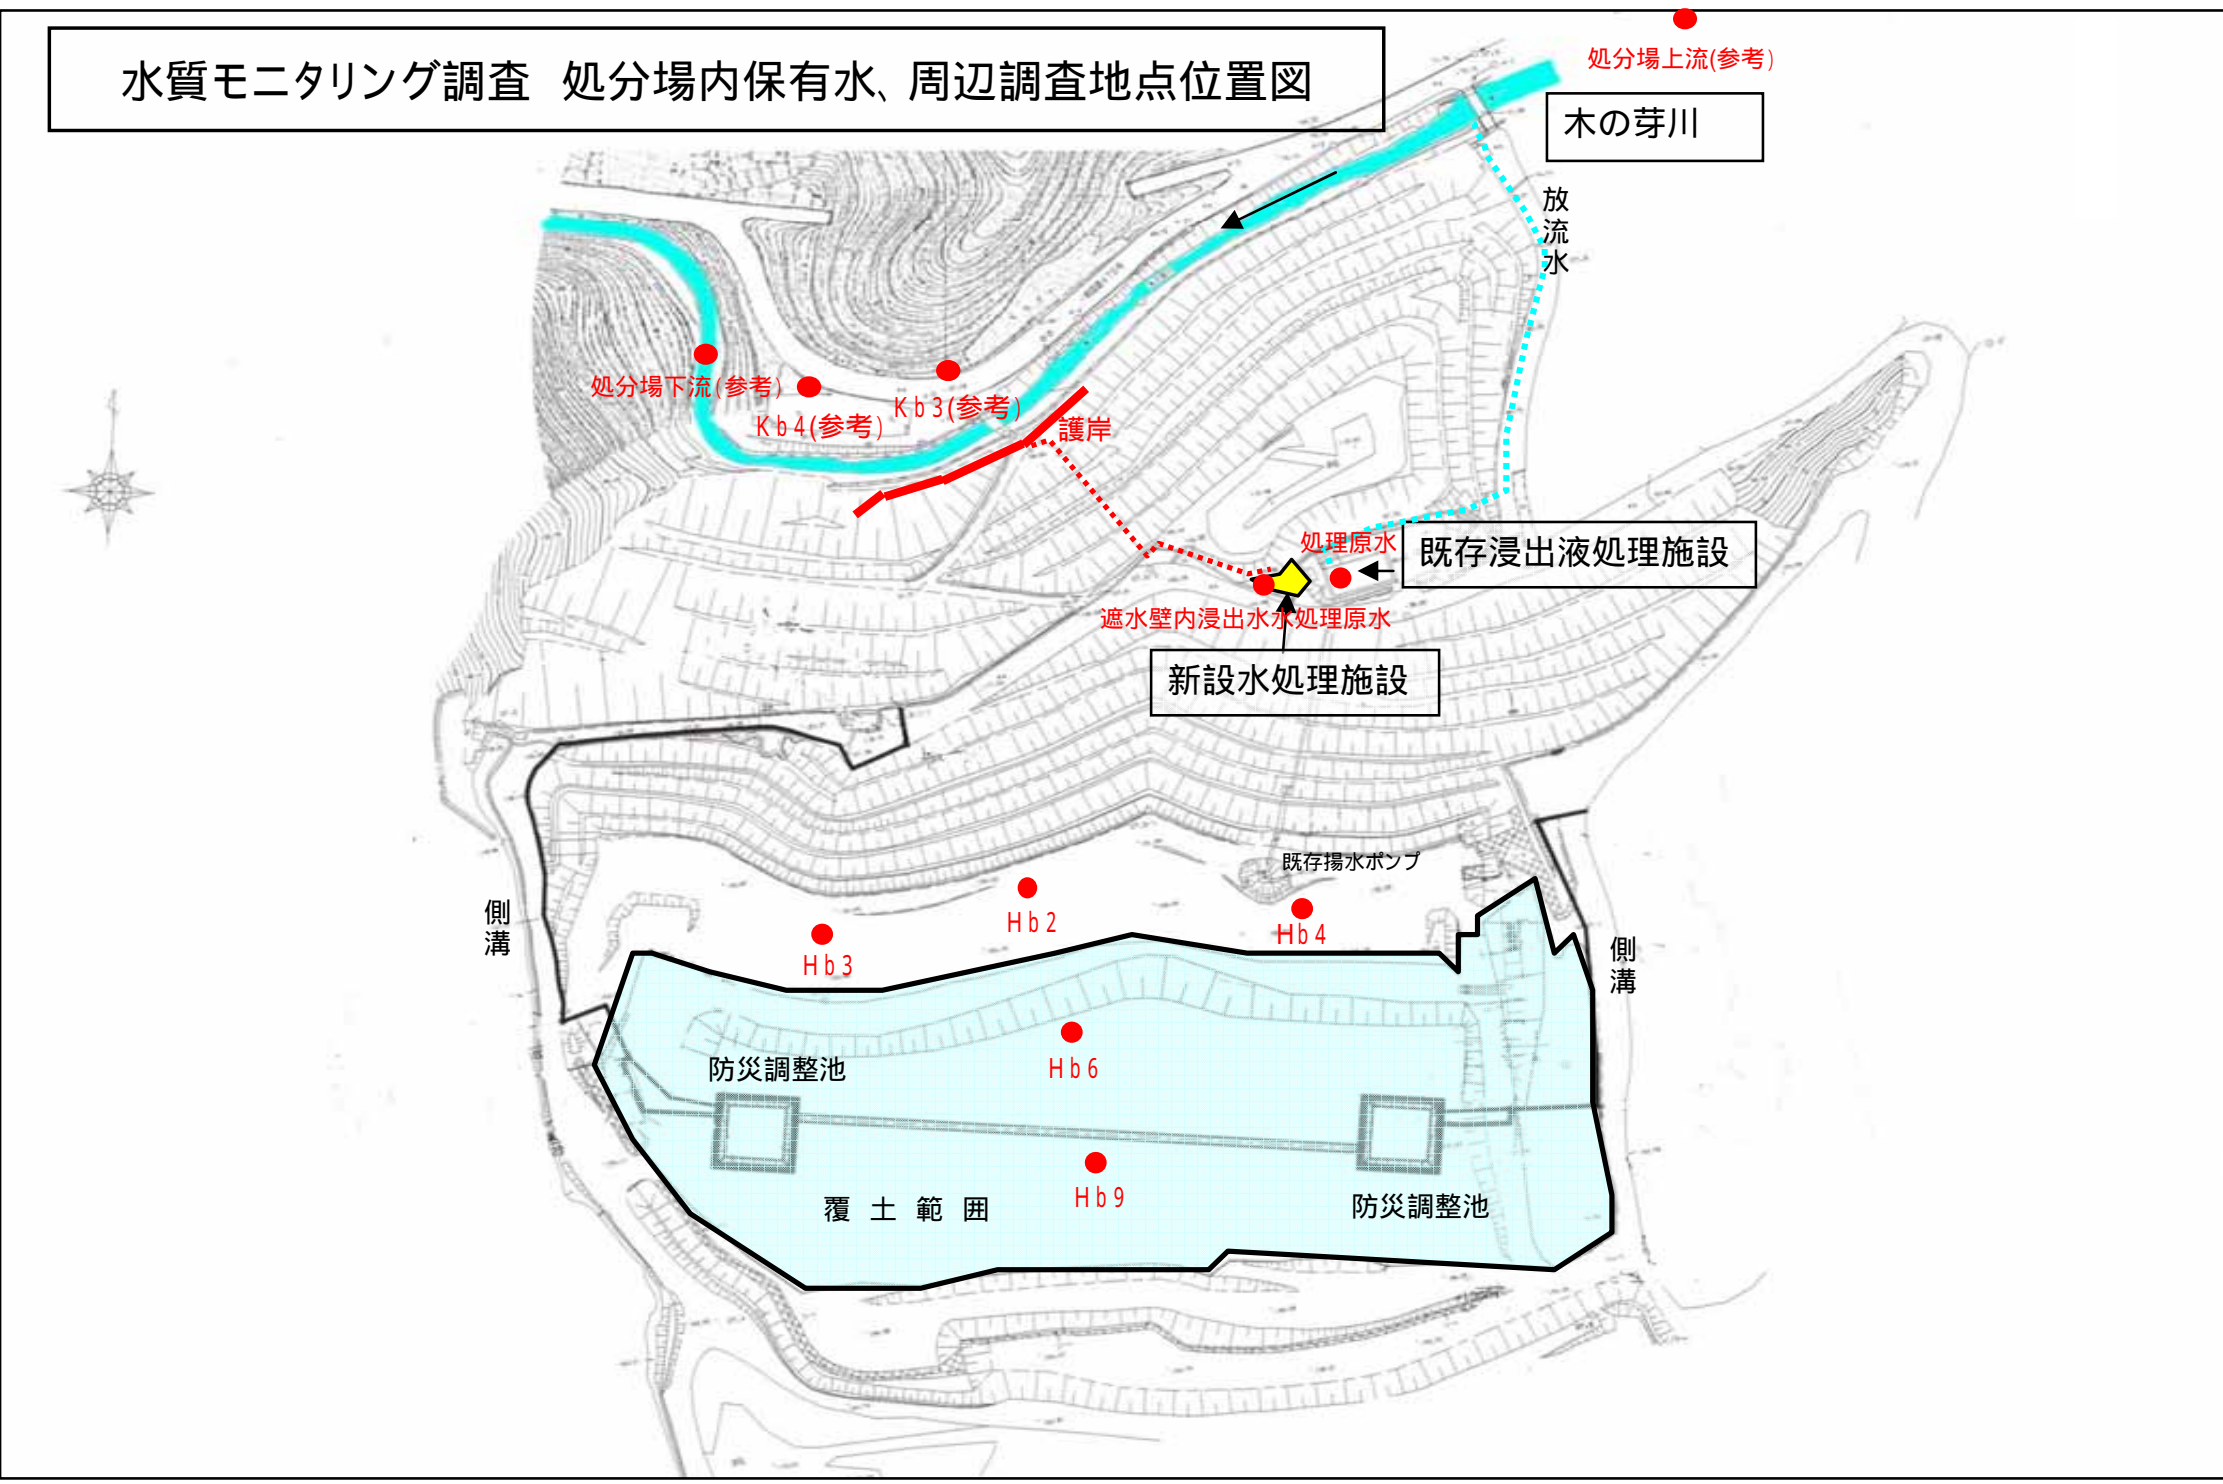 水質モニタリング調査　処分場内保有水、周辺調査地点位置図
処分場上流(参考)
木の芽川
放流水
処分場下流(参考)
Kb4(参考)
Kb3(参考)
護岸
処理原水
既存浸出液処理施設
遮水壁内浸出水水処理原水
新設水処理施設
既存揚水ポンプ
側溝
Hb3
Hb2
Hb4
側溝
防災調整池
Hb6
Hb9
覆土範囲
防災調整池